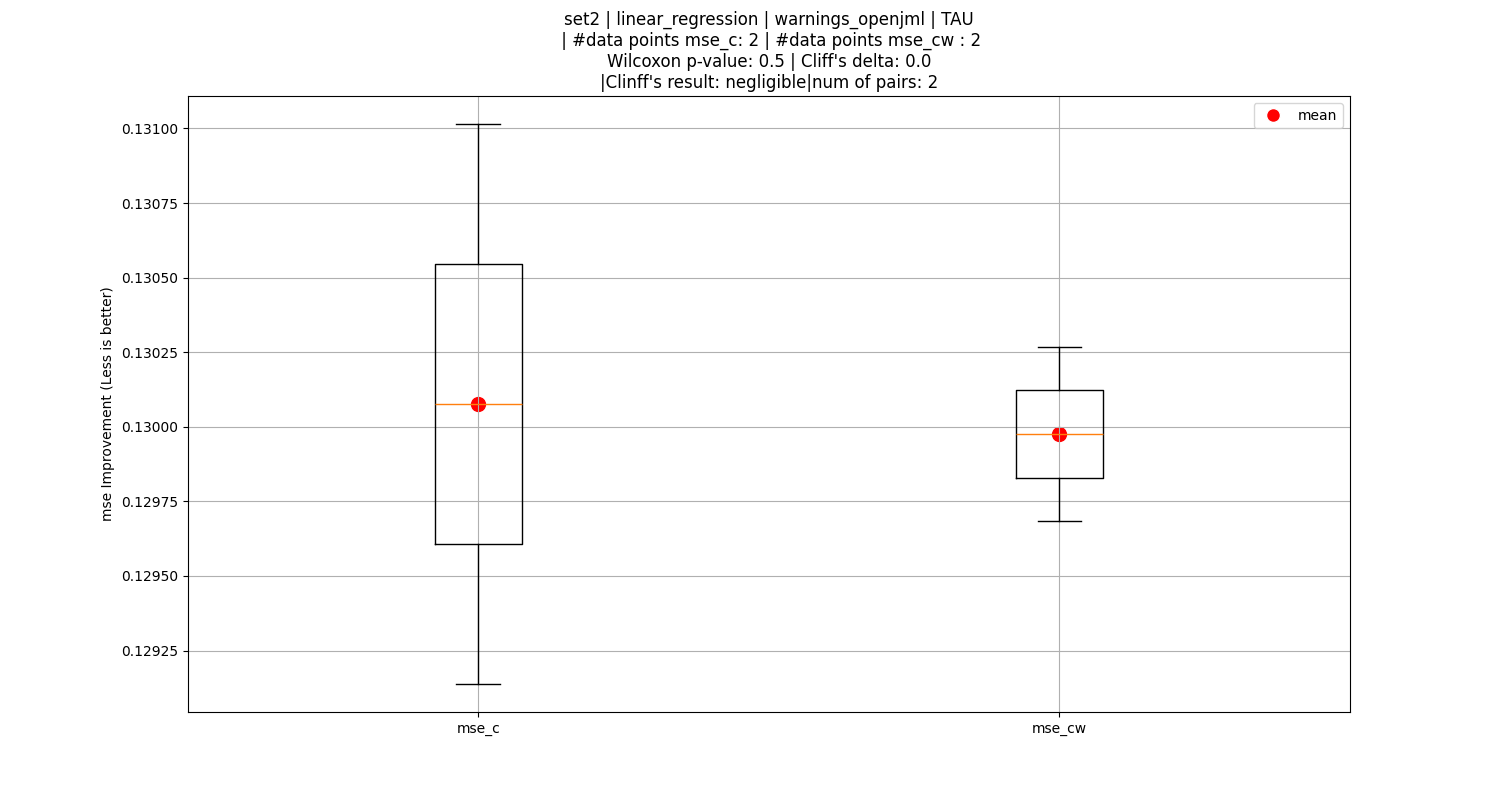 set2 | linear_regression | warnings_openjml | TAU
| #data points mse_c: 2 | #data points mse_cw : 2
Wilcoxon p-value: 0.5 | Cliff's delta: 0.0
|Clinff's result: negligible|num of pairs: 2
mean
0.13100
0.13075
0.13050
0.13025
0.13000
0.12975
0.12950
0.12925
mse Improvement (Less is better)
mse_c
mse_cw